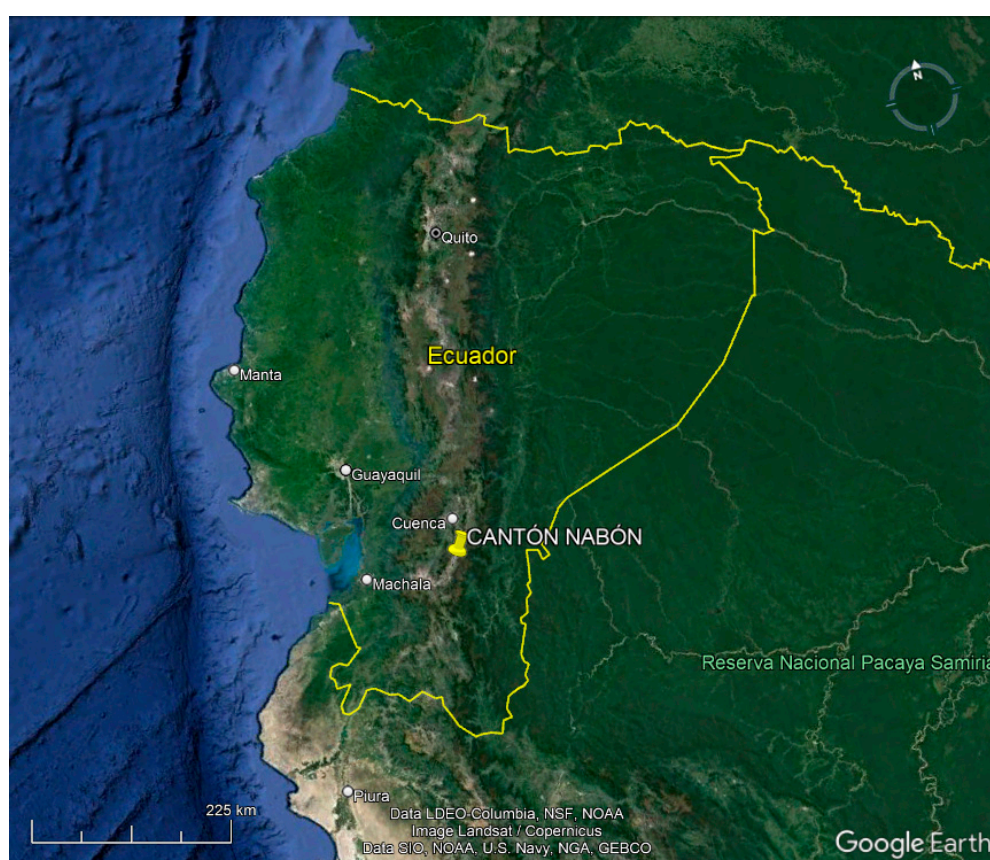 N
Quito
Ecuador
Manta
Guayaquil
Cuenca
CANTÓN NABÓN
Machala
Reserva Nacional Pacaya Samiria
Piura
225 km
Data LDEO-Columbia, NSF, NOAA
Image Landsat / Copernicus
Data SIO, NOAA, U.S. Navy, NGA, GEBCO
Google Earth